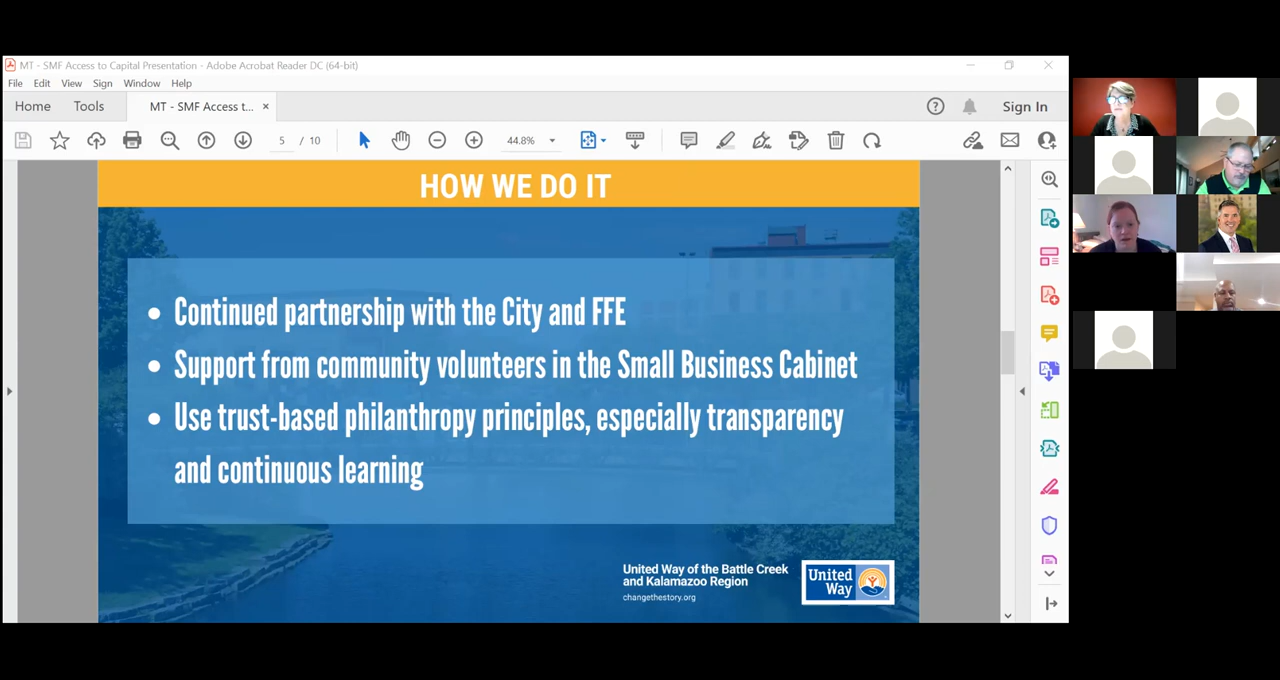 MT - SMF Access to Capital Presentation - Adobe Acrobat Reader DC (64-bit)
File Edit View Sign Window Help
Home Tools MT - SMF Access t... × Sign In
5 / 10 44.8%
HOW WE DO IT
• Continued partnership with the City and FFE
• Support from community volunteers in the Small Business Cabinet
• Use trust-based philanthropy principles, especially transparency
and continuous learning
United Way of the Battle Creek
and Kalamazoo Region
changethestory.org
United
Way